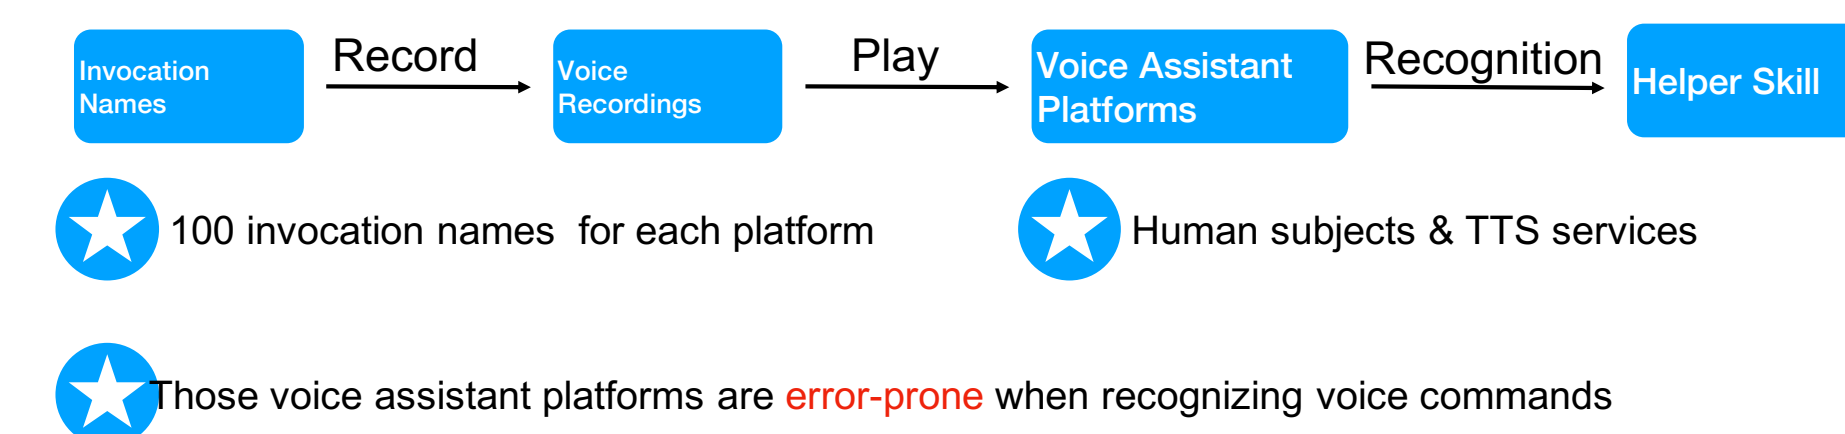 Invocation
Names
Record
Voice
Recordings
Play
Voice Assistant
Platforms
Recognition
Helper Skill
100 invocation names for each platform
Human subjects & TTS services
Those voice assistant platforms are error-prone when recognizing voice commands